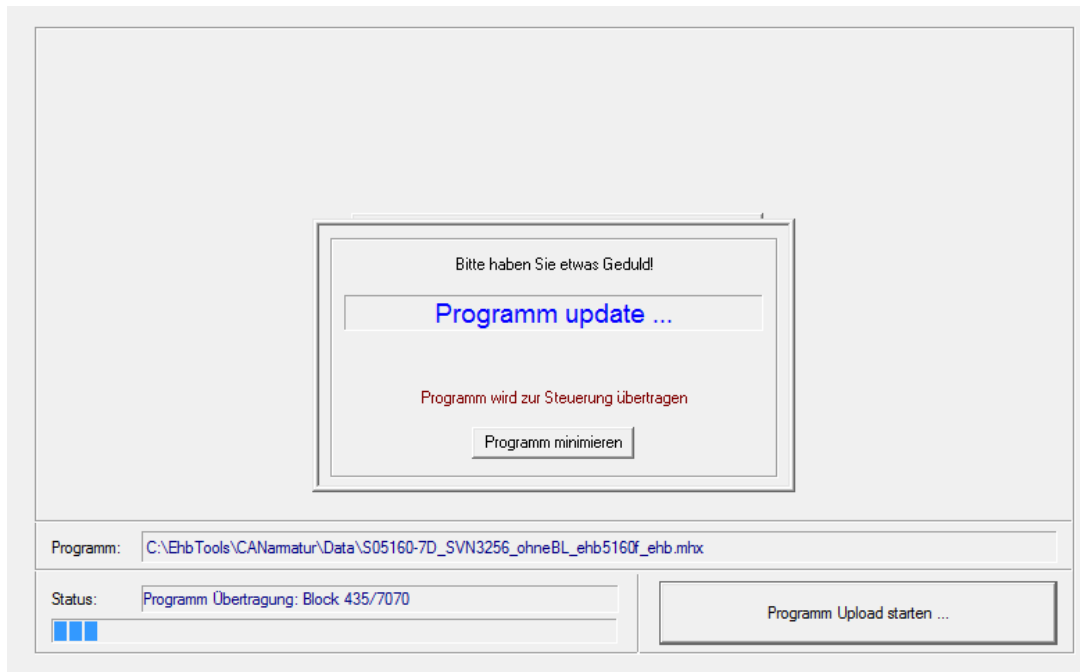 Bitte haben Sie etwas Geduld!
Programm update ...
Programm wird zur Steuerung übertragen
Programm minimieren
Programm: C:\EhbTools\CANarmatur\Data\S05160-7D_SVN3256_ohneBL_ehb5160f_ehb.mhx
Status: Programm Übertragung: Block 435/7070
Programm Upload starten ...